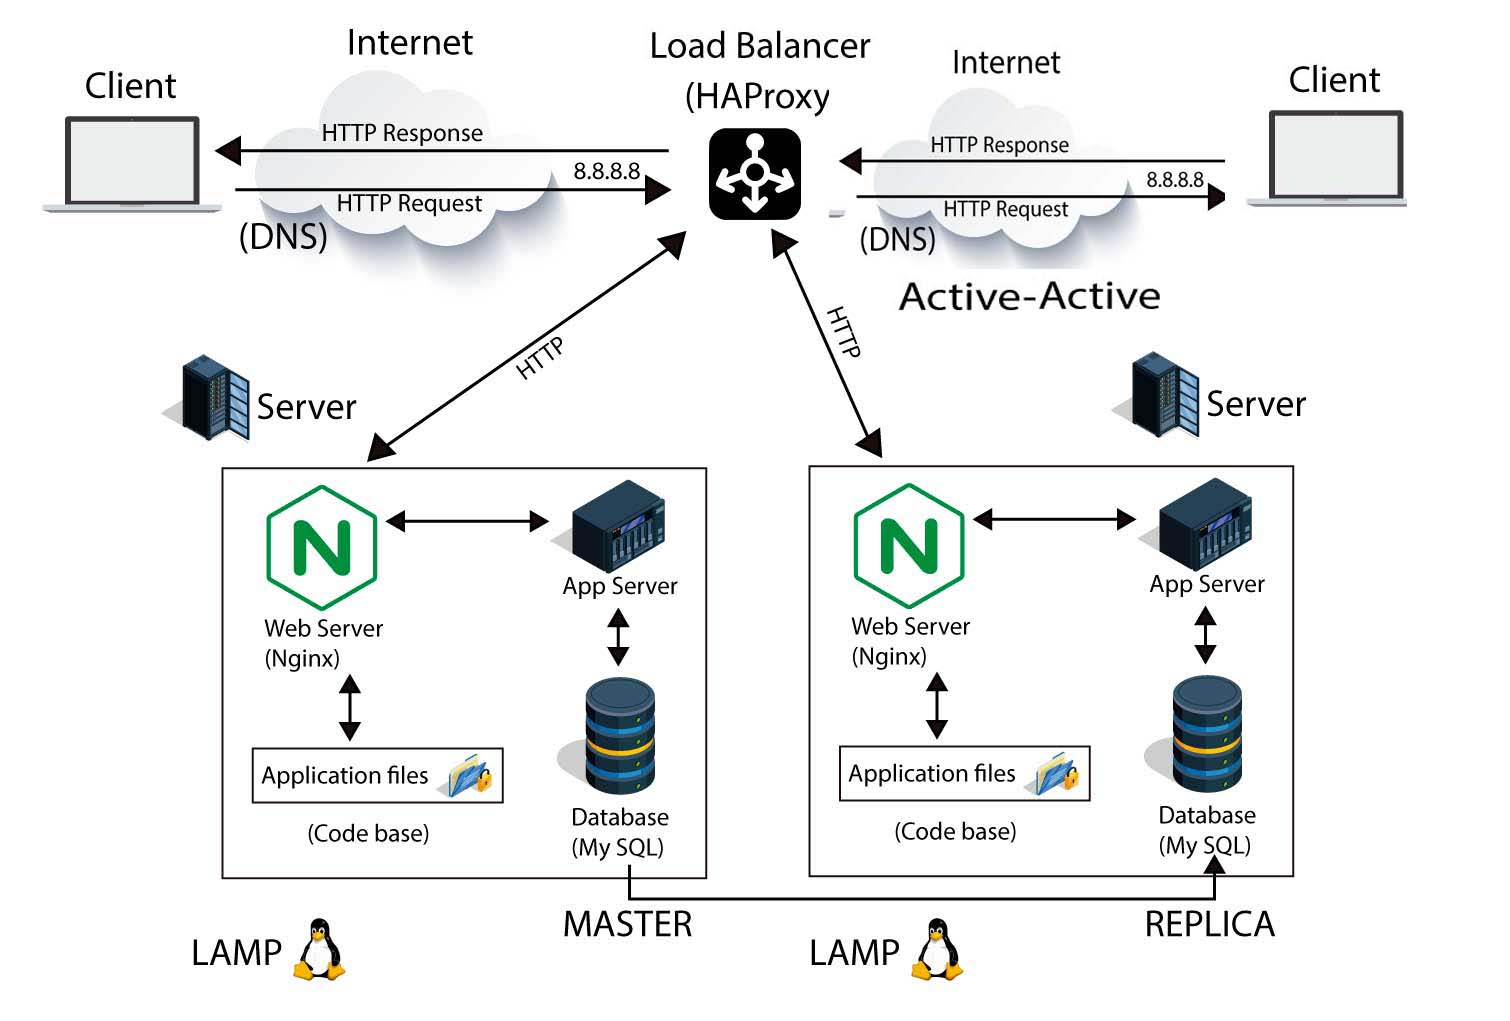 Internet
Load Balancer
(HAProxy
Internet
Client
Client
HTTP Response
8.8.8.8
HTTP Request
(DNS)
HTTP Response
8.8.8.8
HTTP Request
(DNS)
Active-Active
HTTP
HTTP
Server
Server
N
App Server
Web Server
(Nginx)
Application files
(Code base)
Database
(My SQL)
N
App Server
Web Server
(Nginx)
Application files
(Code base)
Database
(My SQL)
MASTER
REPLICA
LAMP
LAMP